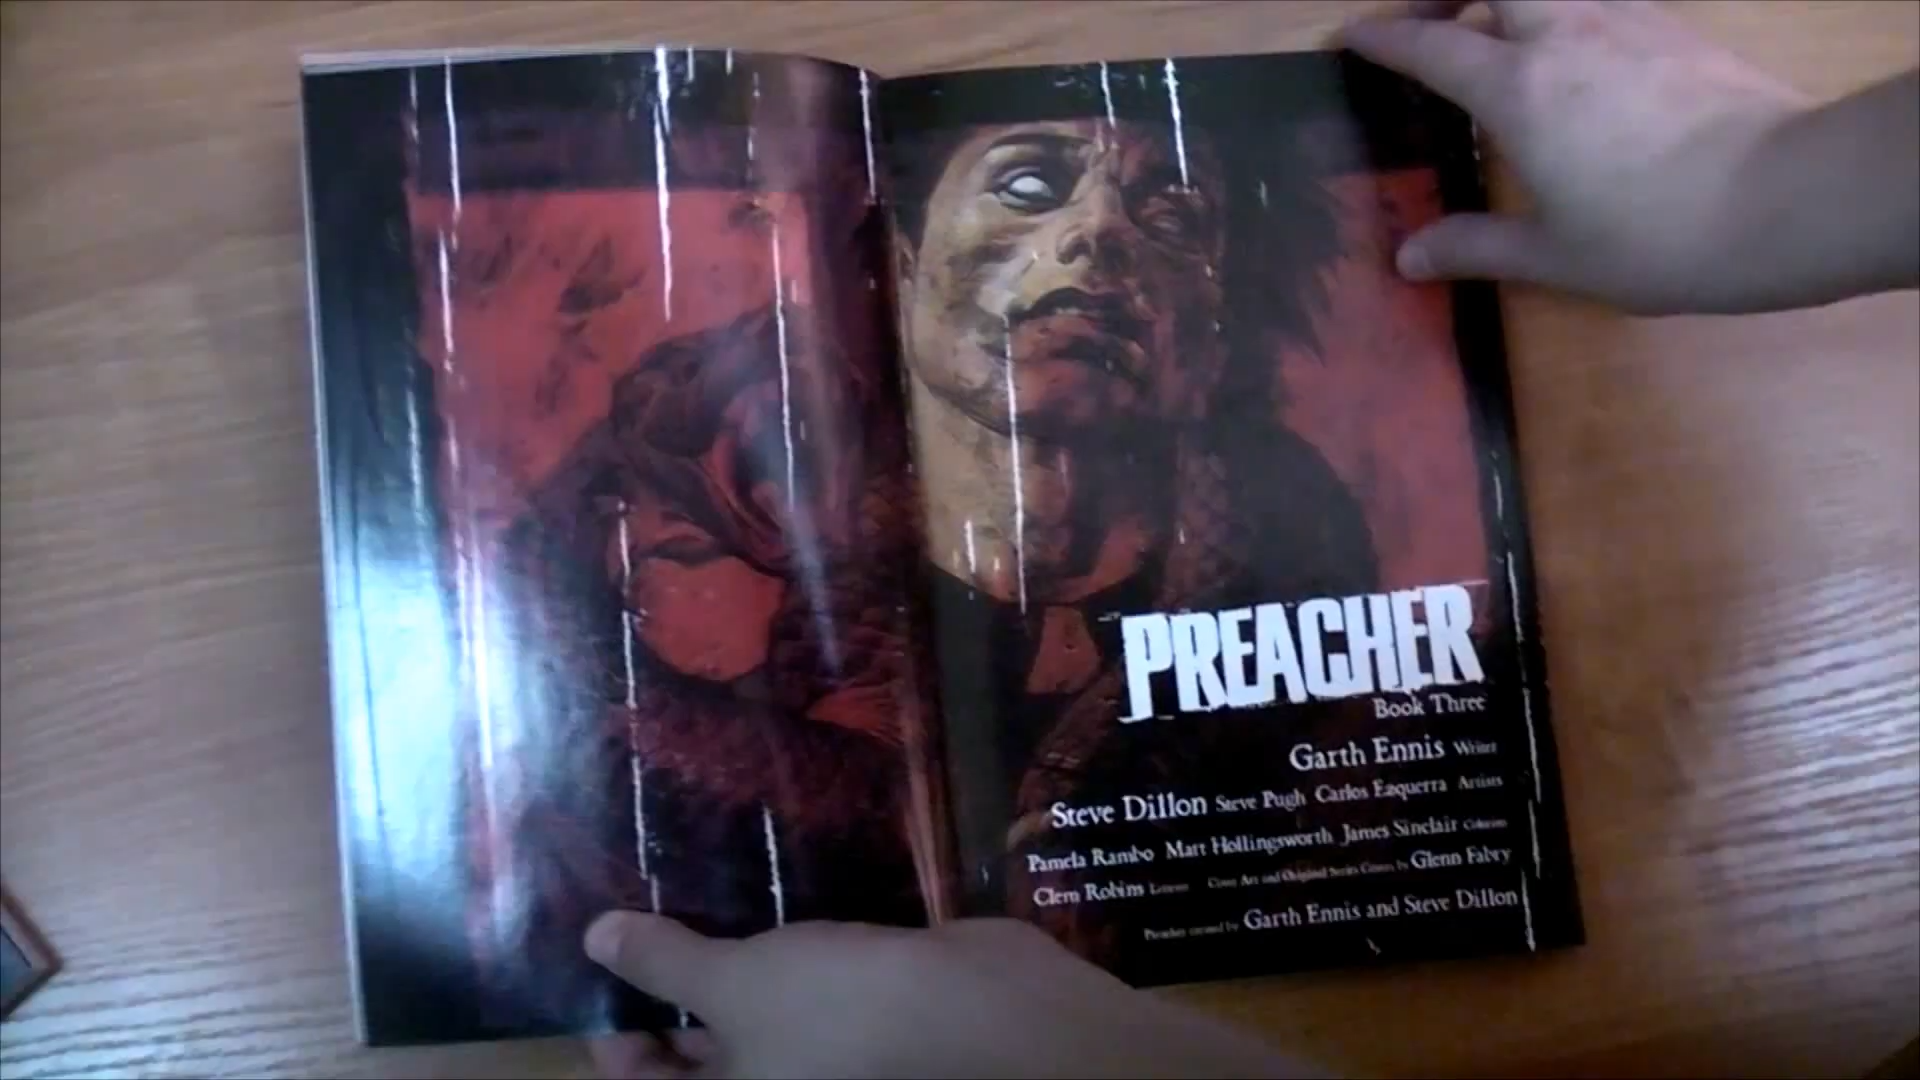 PREACHER
Book Three
Garth Ennis Writer
Steve Dillon Steve Pugh Carlos Ezquerra Artists
Pamela Rambo Matt Hollingsworth James Sinclair Colorists
Clem Robins Letterer Cover Art and Original Series Covers by Glenn Fabry
Preacher created by Garth Ennis and Steve Dillon